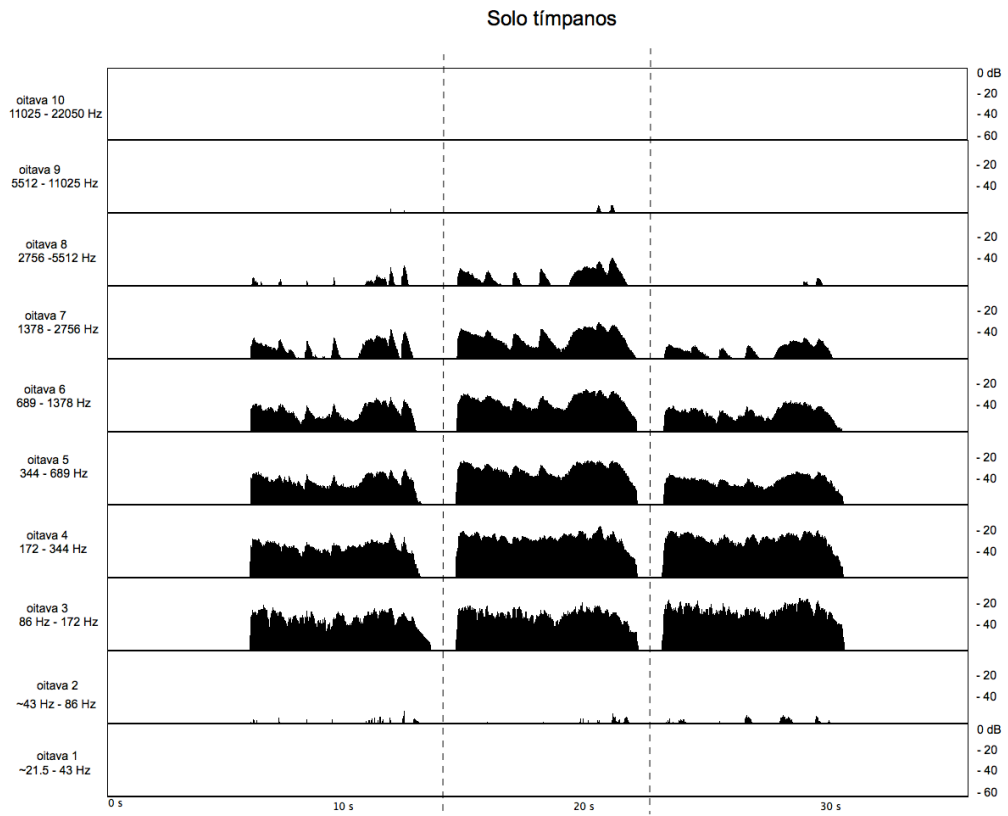 Solo tímpanos
0 dB
- 20
- 40
- 60
oitava 10
11025 - 22050 Hz
- 20
- 40
oitava 9
5512 - 11025 Hz
- 20
- 40
oitava 8
2756 -5512 Hz
- 20
- 40
oitava 7
1378 - 2756 Hz
- 20
- 40
oitava 6
689 - 1378 Hz
- 20
- 40
oitava 5
344 - 689 Hz
- 20
- 40
oitava 4
172 - 344 Hz
- 20
- 40
oitava 3
86 Hz - 172 Hz
- 20
- 40
oitava 2
~43 Hz - 86 Hz
0 dB
- 20
- 40
- 60
oitava 1
~21.5 - 43 Hz
0 s
10 s
20 s
30 s